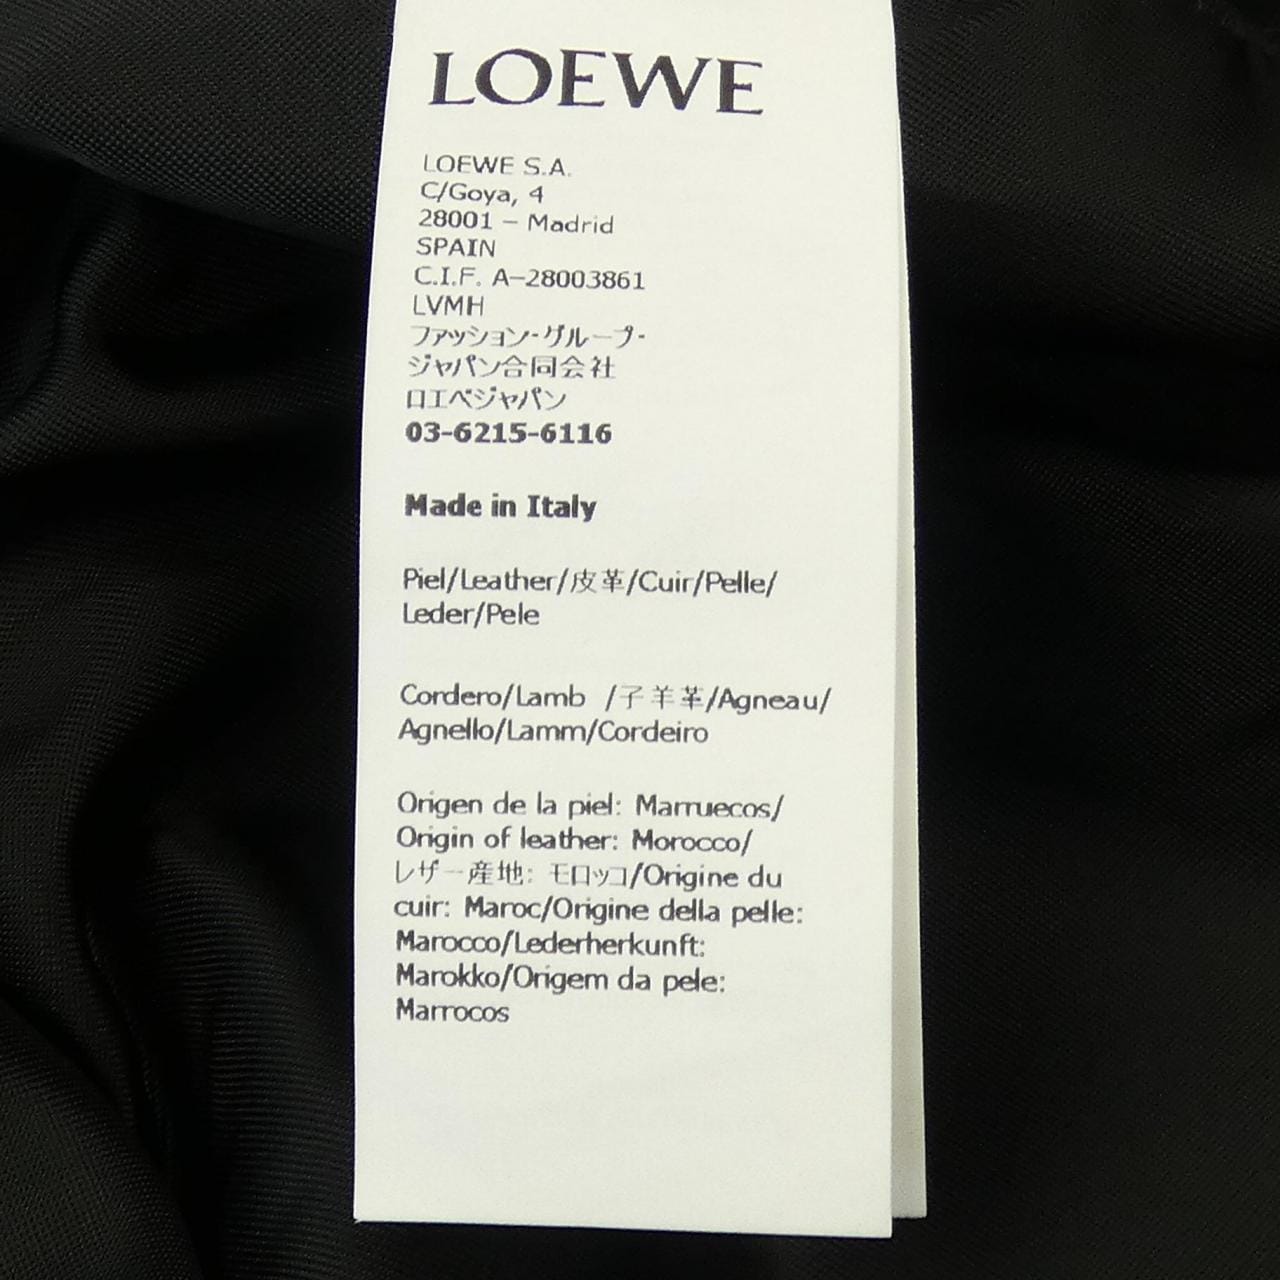 LOEWE
LOEWE S.A.
C/Goya, 4
28001 – Madrid
SPAIN
C.I.F. A–28003861
LVMH
ファッション·グループ·
ジャパン合同会社
ロエベジャパン
03-6215-6116
Made in Italy
Piel/Leather/皮革/Cuir/Pelle/
Leder/Pele
Cordero/Lamb /子羊革/Agneau/
Agnello/Lamm/Cordeiro
Origen de la piel: Marruecos/
Origin of leather: Morocco/
レザー産地: モロッコ/Origine du
cuir: Maroc/Origine della pelle:
Marocco/Lederherkunft:
Marokko/Origem da pele:
Marrocos